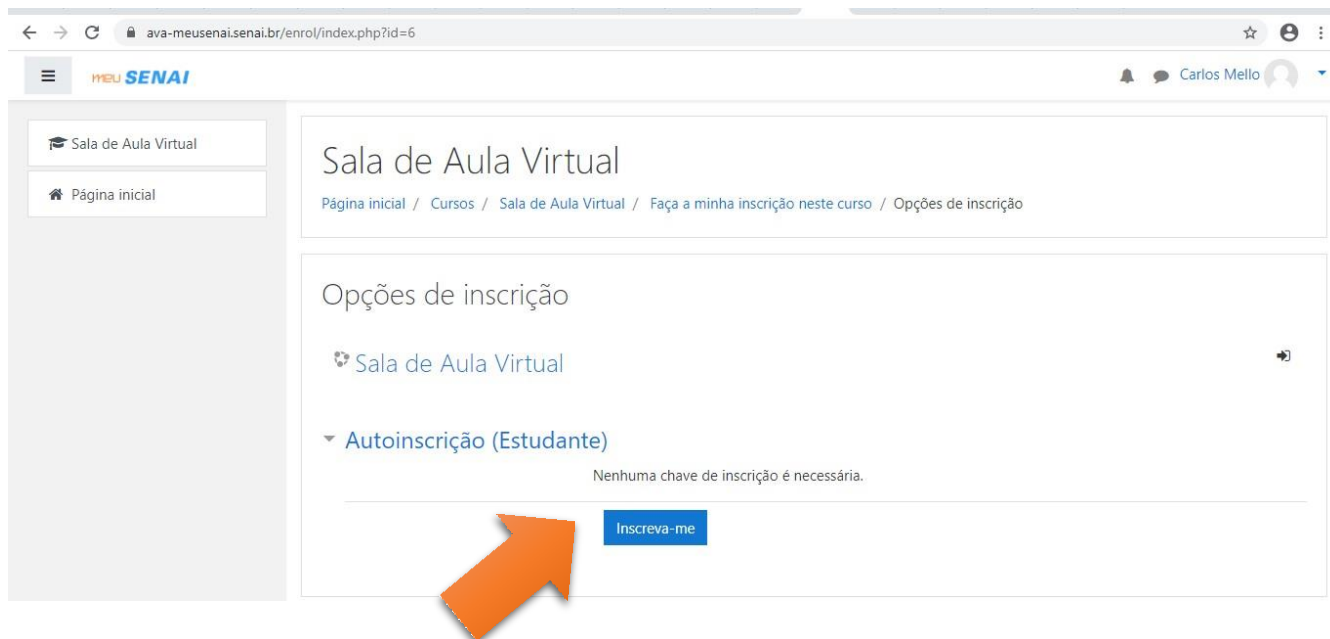 ava-meusenai.senai.br/enrol/index.php?id=6
meu SENAI
Carlos Mello
Sala de Aula Virtual
Página inicial
Sala de Aula Virtual
Página inicial / Cursos / Sala de Aula Virtual / Faça a minha inscrição neste curso / Opções de inscrição
Opções de inscrição
Sala de Aula Virtual
Autoinscrição (Estudante)
Nenhuma chave de inscrição é necessária.
Inscreva-me